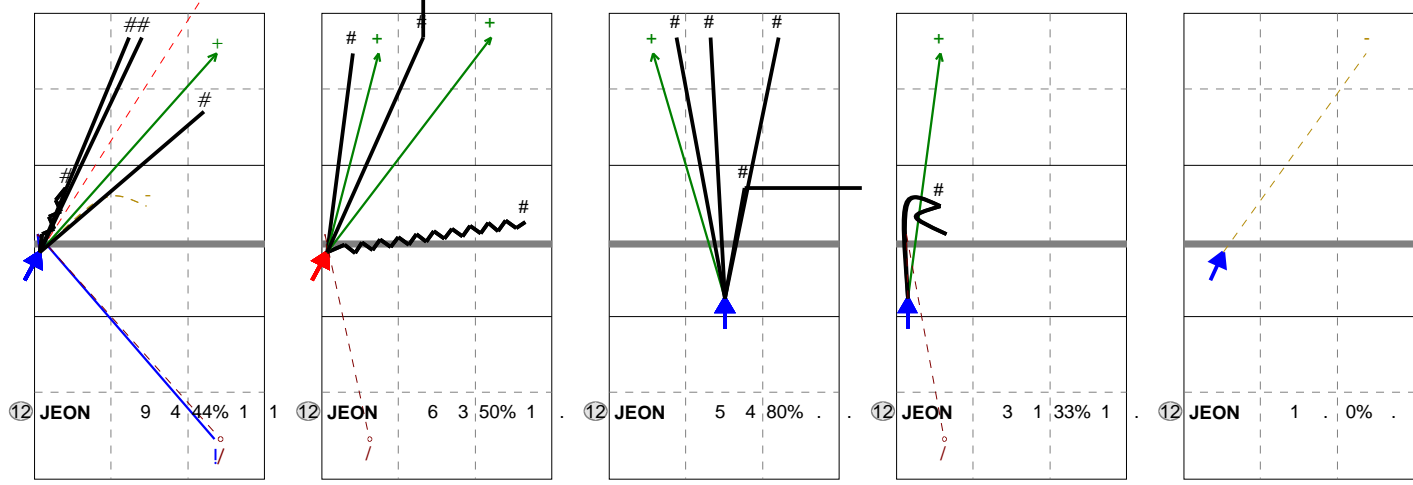 ## # + #
# + # + #
+ # # #
+
-
#
#
-
#
#
12 JEON 9 4 44% 1 1
12 JEON 6 3 50% 1 .
12 JEON 5 4 80% . .
12 JEON 3 1 33% 1 .
12 JEON 1 . 0% .
!
/
/
/